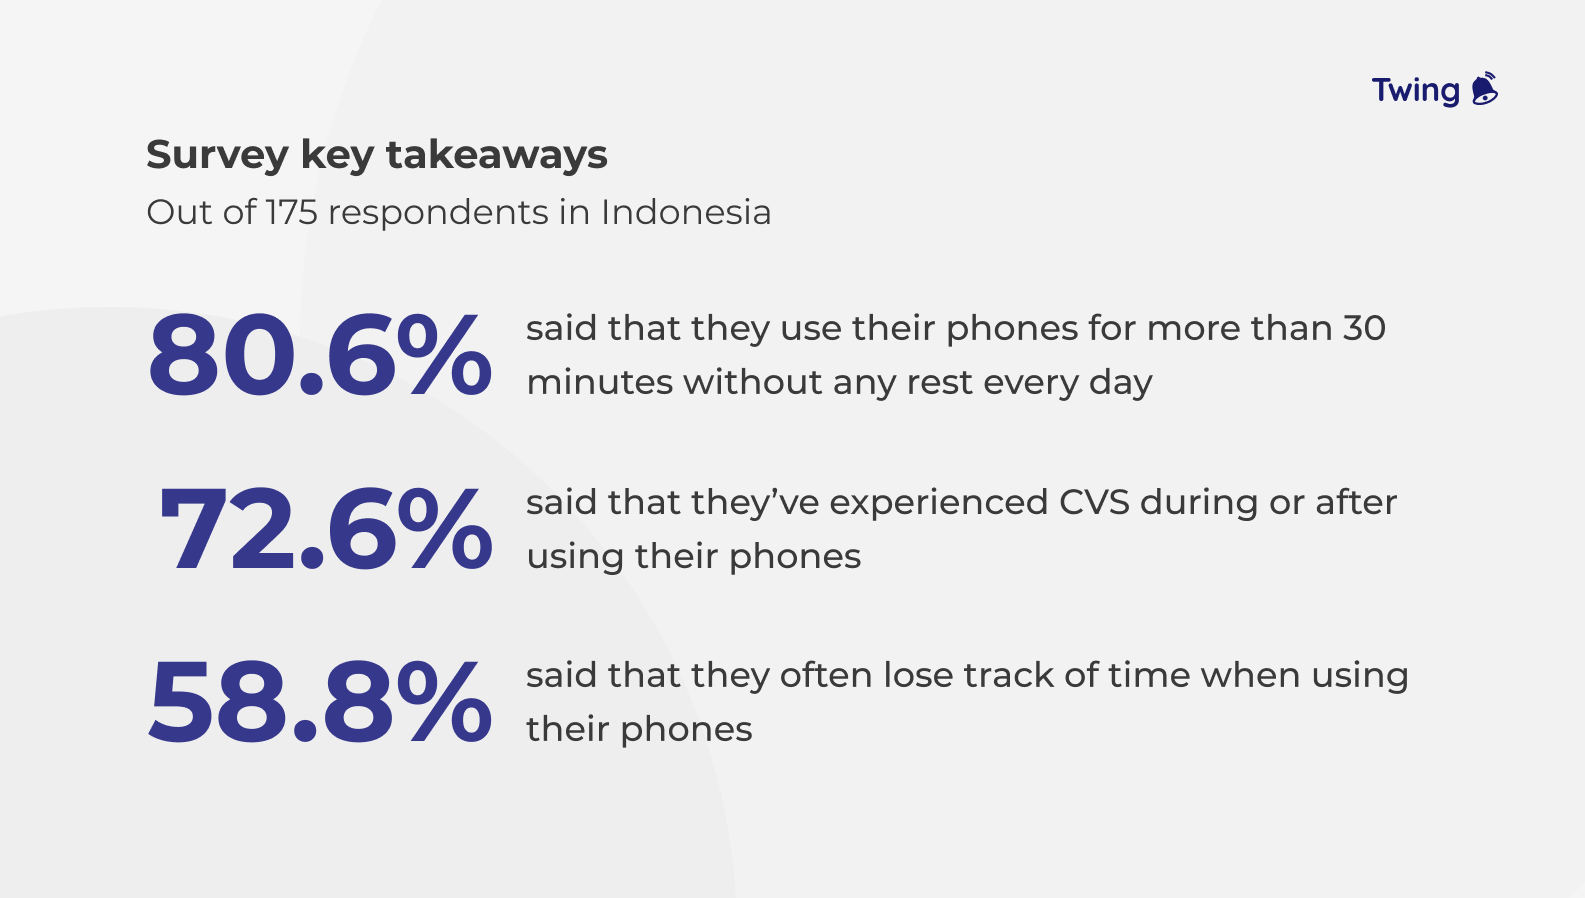 Twing
Survey key takeaways
Out of 175 respondents in Indonesia
80.6%
said that they use their phones for more than 30
minutes without any rest every day
72.6%
said that they’ve experienced CVS during or after
using their phones
58.8%
said that they often lose track of time when using
their phones